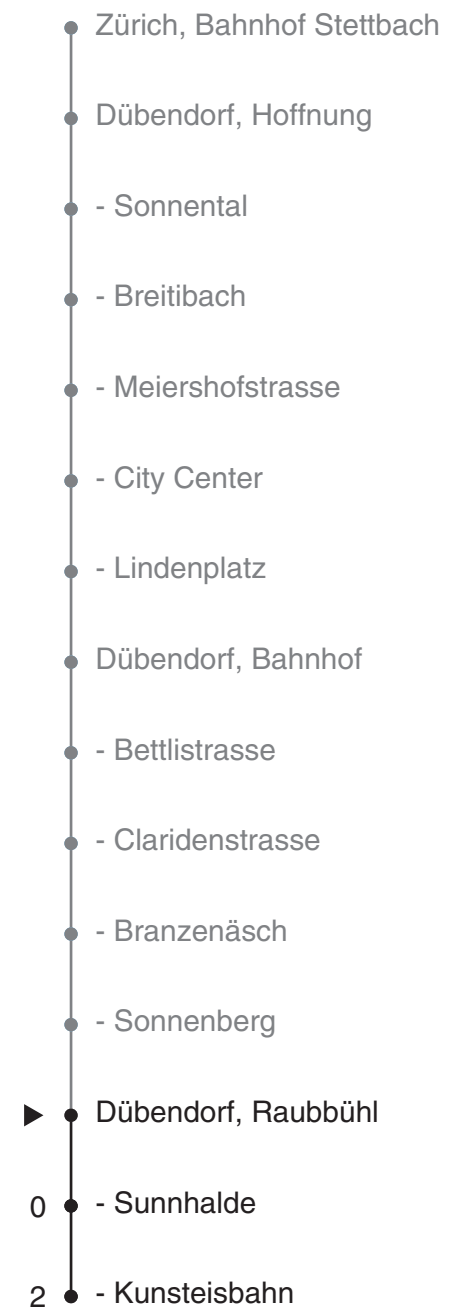 Zürich, Bahnhof Stettbach
Dübendorf, Hoffnung
- Sonnental
- Breitibach
- Meiershofstrasse
- City Center
- Lindenplatz
Dübendorf, Bahnhof
- Bettlistrasse
- Claridenstrasse
- Branzenäsch
- Sonnenberg
Dübendorf, Raubbühl
0 - Sunnhalde
2 - Kunsteisbahn